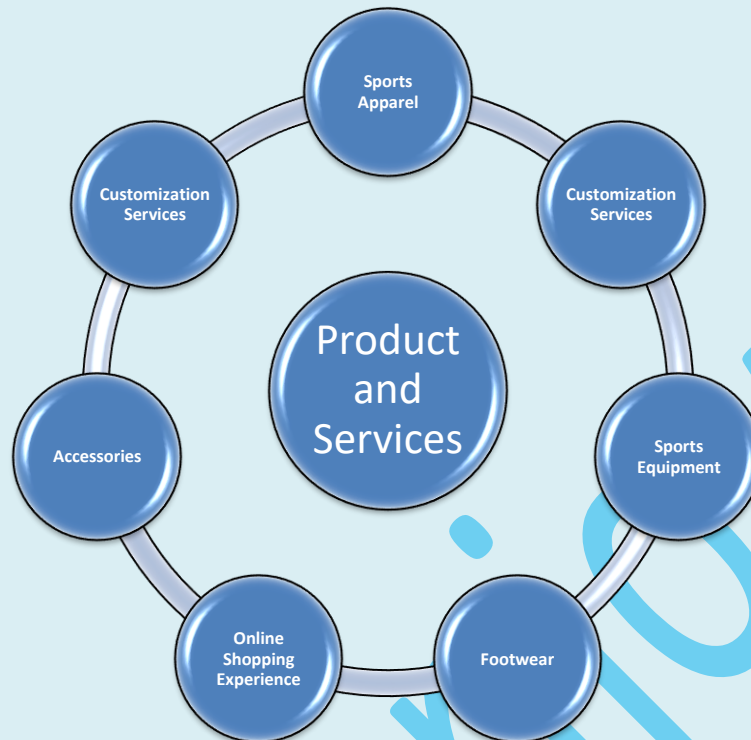 Sports
Apparel
Customization
Services
Customization
Services
Product
and
Services
Accessories
Sports
Equipment
Online
Shopping
Experience
Footwear